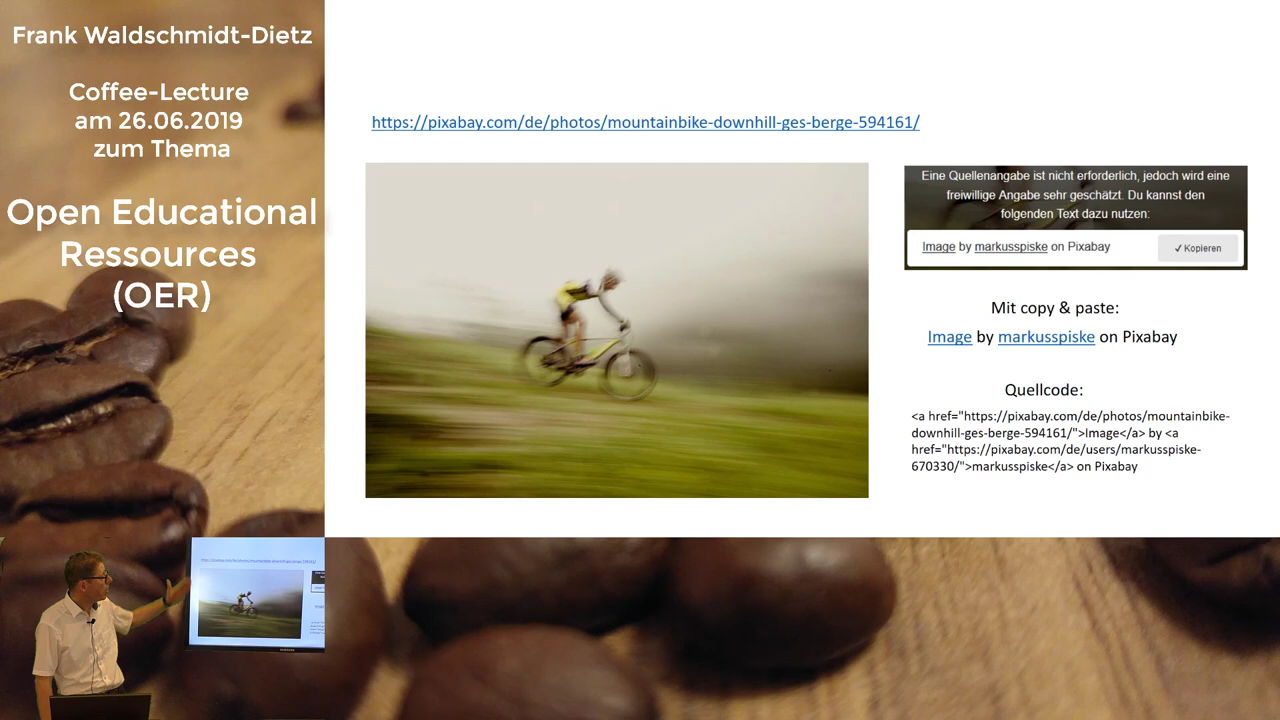 Frank Waldschmidt-Dietz
Coffee-Lecture
am 26.06.2019
zum Thema
Open Educational
Ressources
(OER)
https://pixabay.com/de/photos/mountainbike-downhill-ges-berge-594161/
Eine Quellenangabe ist nicht erforderlich, jedoch wird eine
freiwillige Angabe sehr geschätzt. Du kannst den
folgenden Text dazu nutzen:
Image by markusspiske on Pixabay
✓ Kopieren
Mit copy & paste:
Image by markusspiske on Pixabay
Quellcode:
<a href="https://pixabay.com/de/photos/mountainbike-
downhill-ges-berge-594161/">Image</a> by <a
href="https://pixabay.com/de/users/markusspiske-
670330/">markusspiske</a> on Pixabay